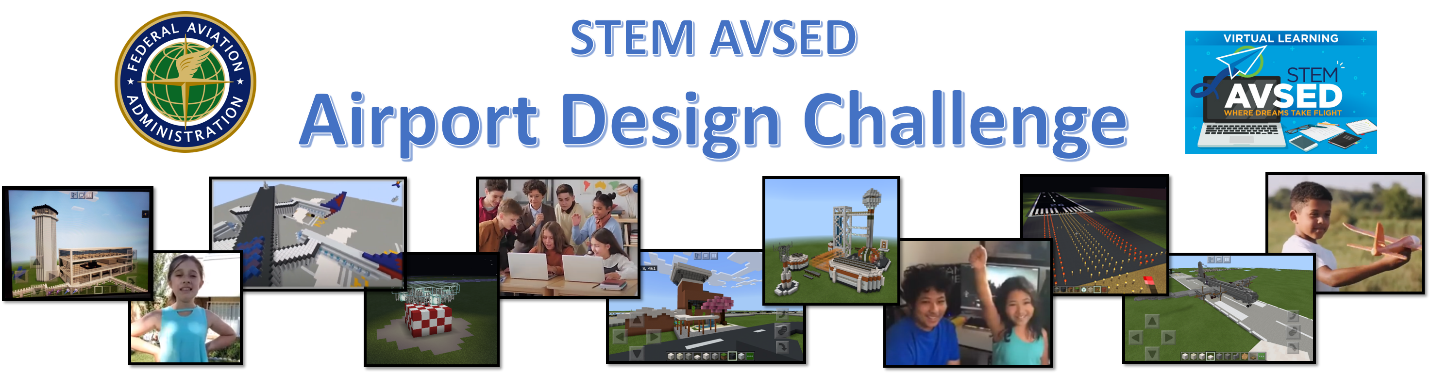 STEM AVSED
Airport Design Challenge
FEDERAL AVIATION
ADMINISTRATION
VIRTUAL LEARNING
STEM
AVSED
WHERE DREAMS TAKE FLIGHT